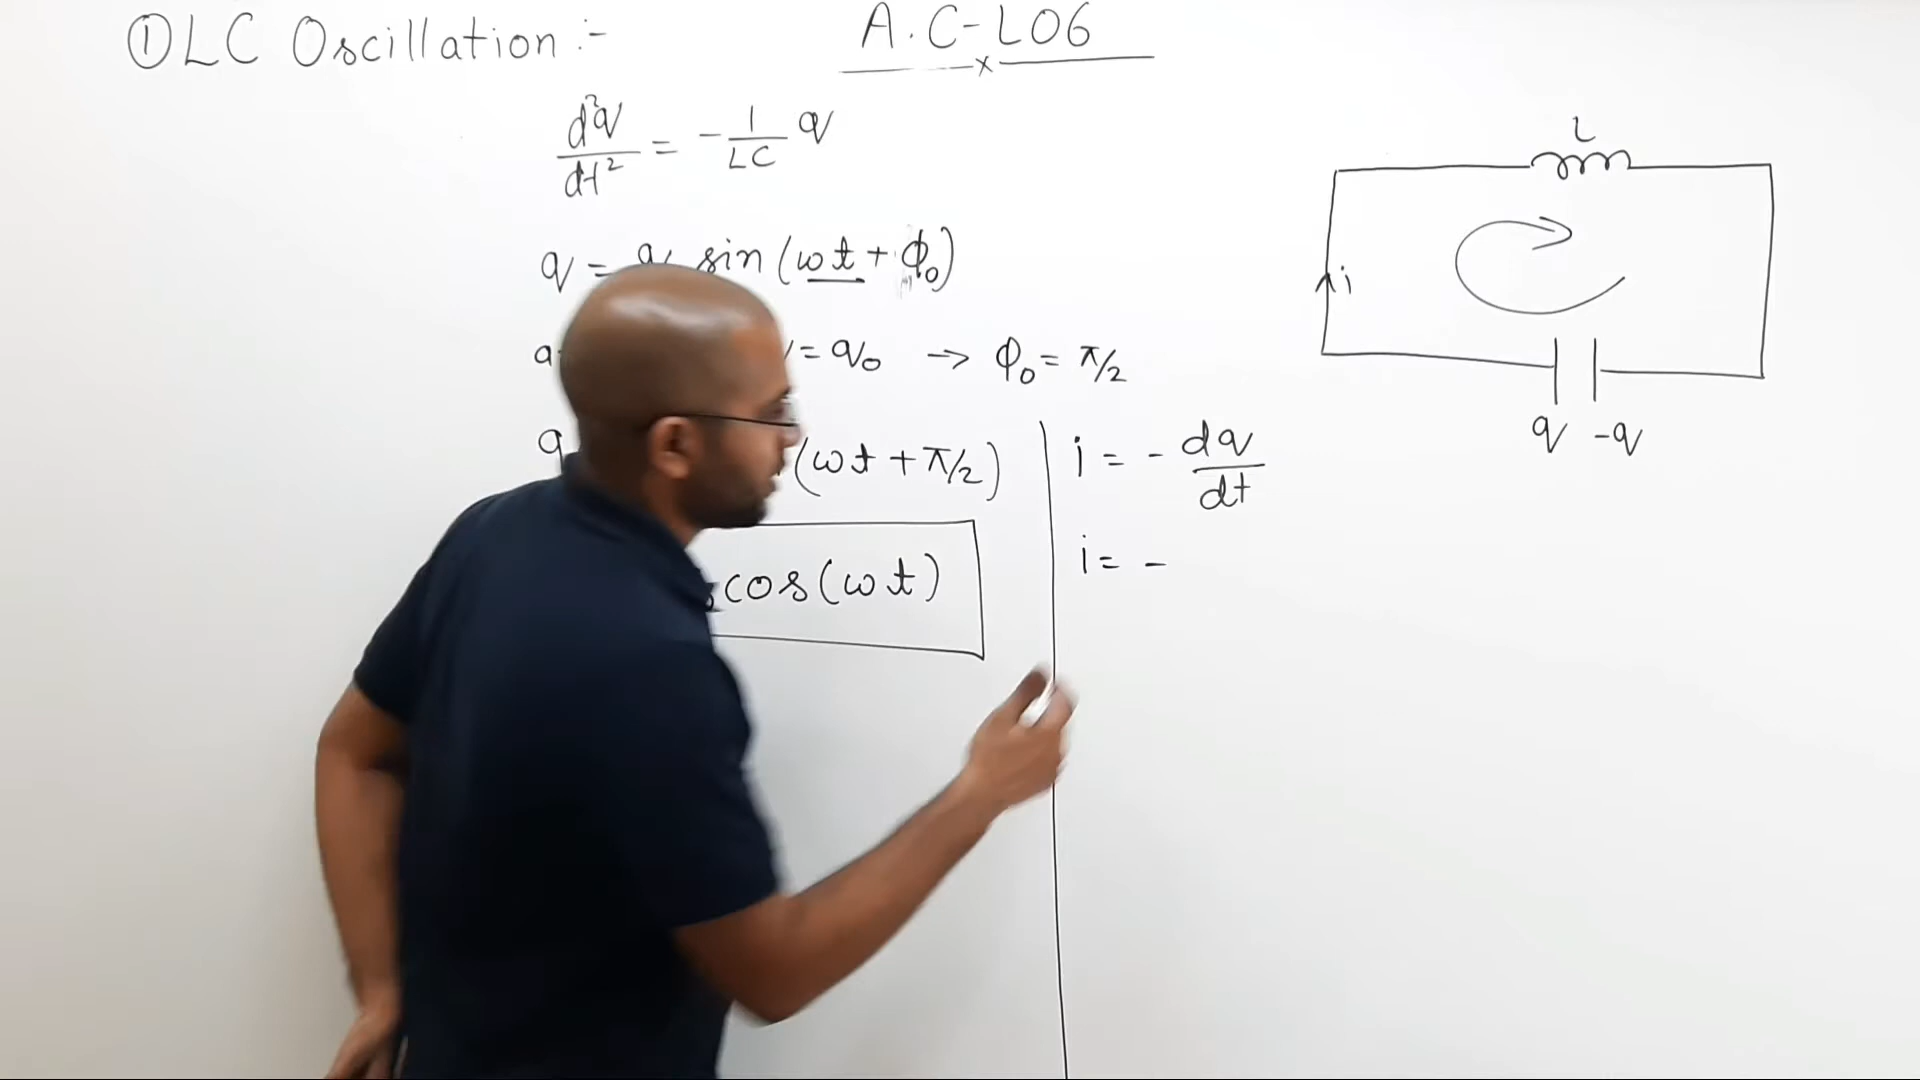 ① LC Oscillation :-
A.C-L06
d²q/dt² = -1/LC q
q = q sin(ωt + Φ₀)
= q₀ → Φ₀ = π/2
q (ωt + π/2)
cos(ωt)
i = - dq/dt
i = -
L
i
q -q